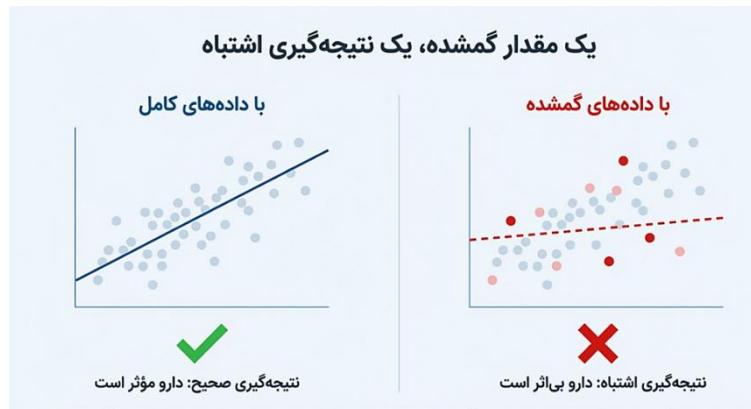 یک مقدار گمشده، یک نتیجه‌گیری اشتباه
با داده‌های گمشده
با داده‌های کامل
نتیجه‌گیری اشتباه: دارو بی‌اثر است
نتیجه‌گیری صحیح: دارو مؤثر است